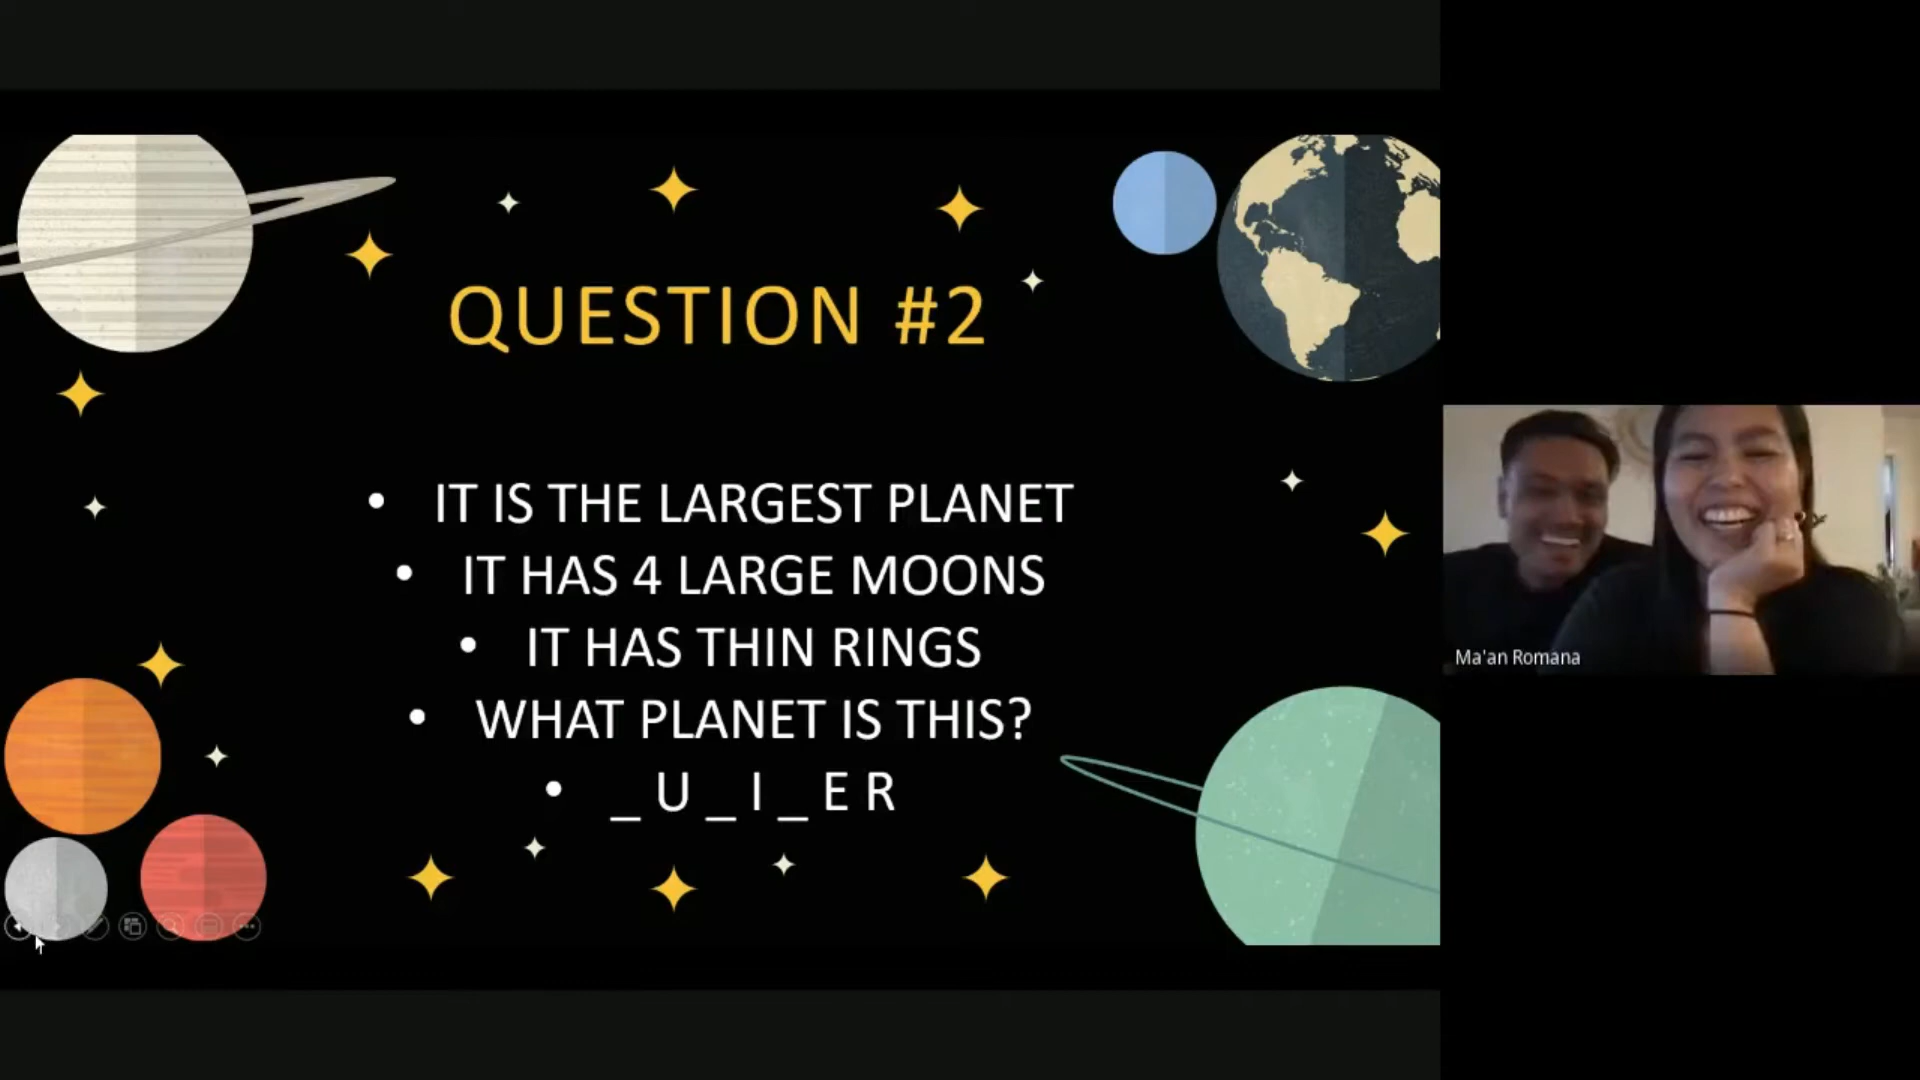 QUESTION #2
• IT IS THE LARGEST PLANET
• IT HAS 4 LARGE MOONS
• IT HAS THIN RINGS
• WHAT PLANET IS THIS?
• _ U _ I _ E R
Ma'an Romana